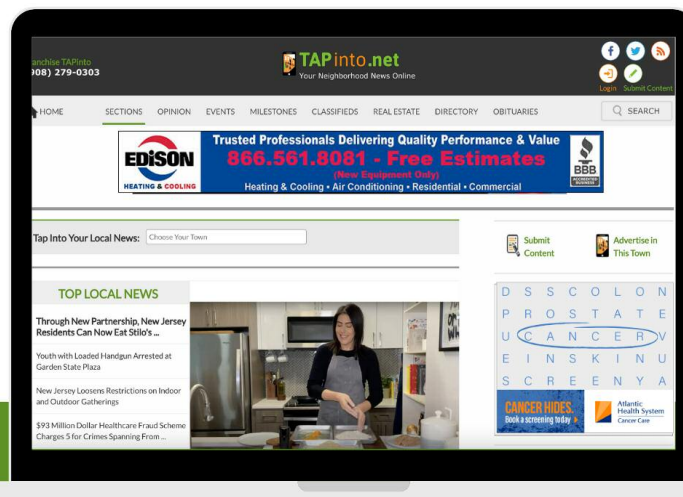 anchise TAPinto
908) 279-0303
TAPinto.net
Your Neighborhood News Online
Login Submit Content
HOME SECTIONS OPINION EVENTS MILESTONES CLASSIFIEDS REAL ESTATE DIRECTORY OBITUARIES SEARCH
EDISON
HEATING & COOLING
Trusted Professionals Delivering Quality Performance & Value
866.561.8081 - Free Estimates
(New Equipment Only)
Heating & Cooling • Air Conditioning • Residential • Commercial
BBB
ACCREDITED
BUSINESS
Tap Into Your Local News: Choose Your Town
Submit
Content
Advertise in
This Town
TOP LOCAL NEWS
Through New Partnership, New Jersey
Residents Can Now Eat Stilo's ...
Youth with Loaded Handgun Arrested at
Garden State Plaza
New Jersey Loosens Restrictions on Indoor
and Outdoor Gatherings
$93 Million Dollar Healthcare Fraud Scheme
Charges 5 for Crimes Spanning From ...
D S S C O L O N
P R O S T A T E
U C A N C E R V
E I N S K I N U
S C R E E N Y A
CANCER HIDES.
Book a screening today
Atlantic
Health System
Cancer Care